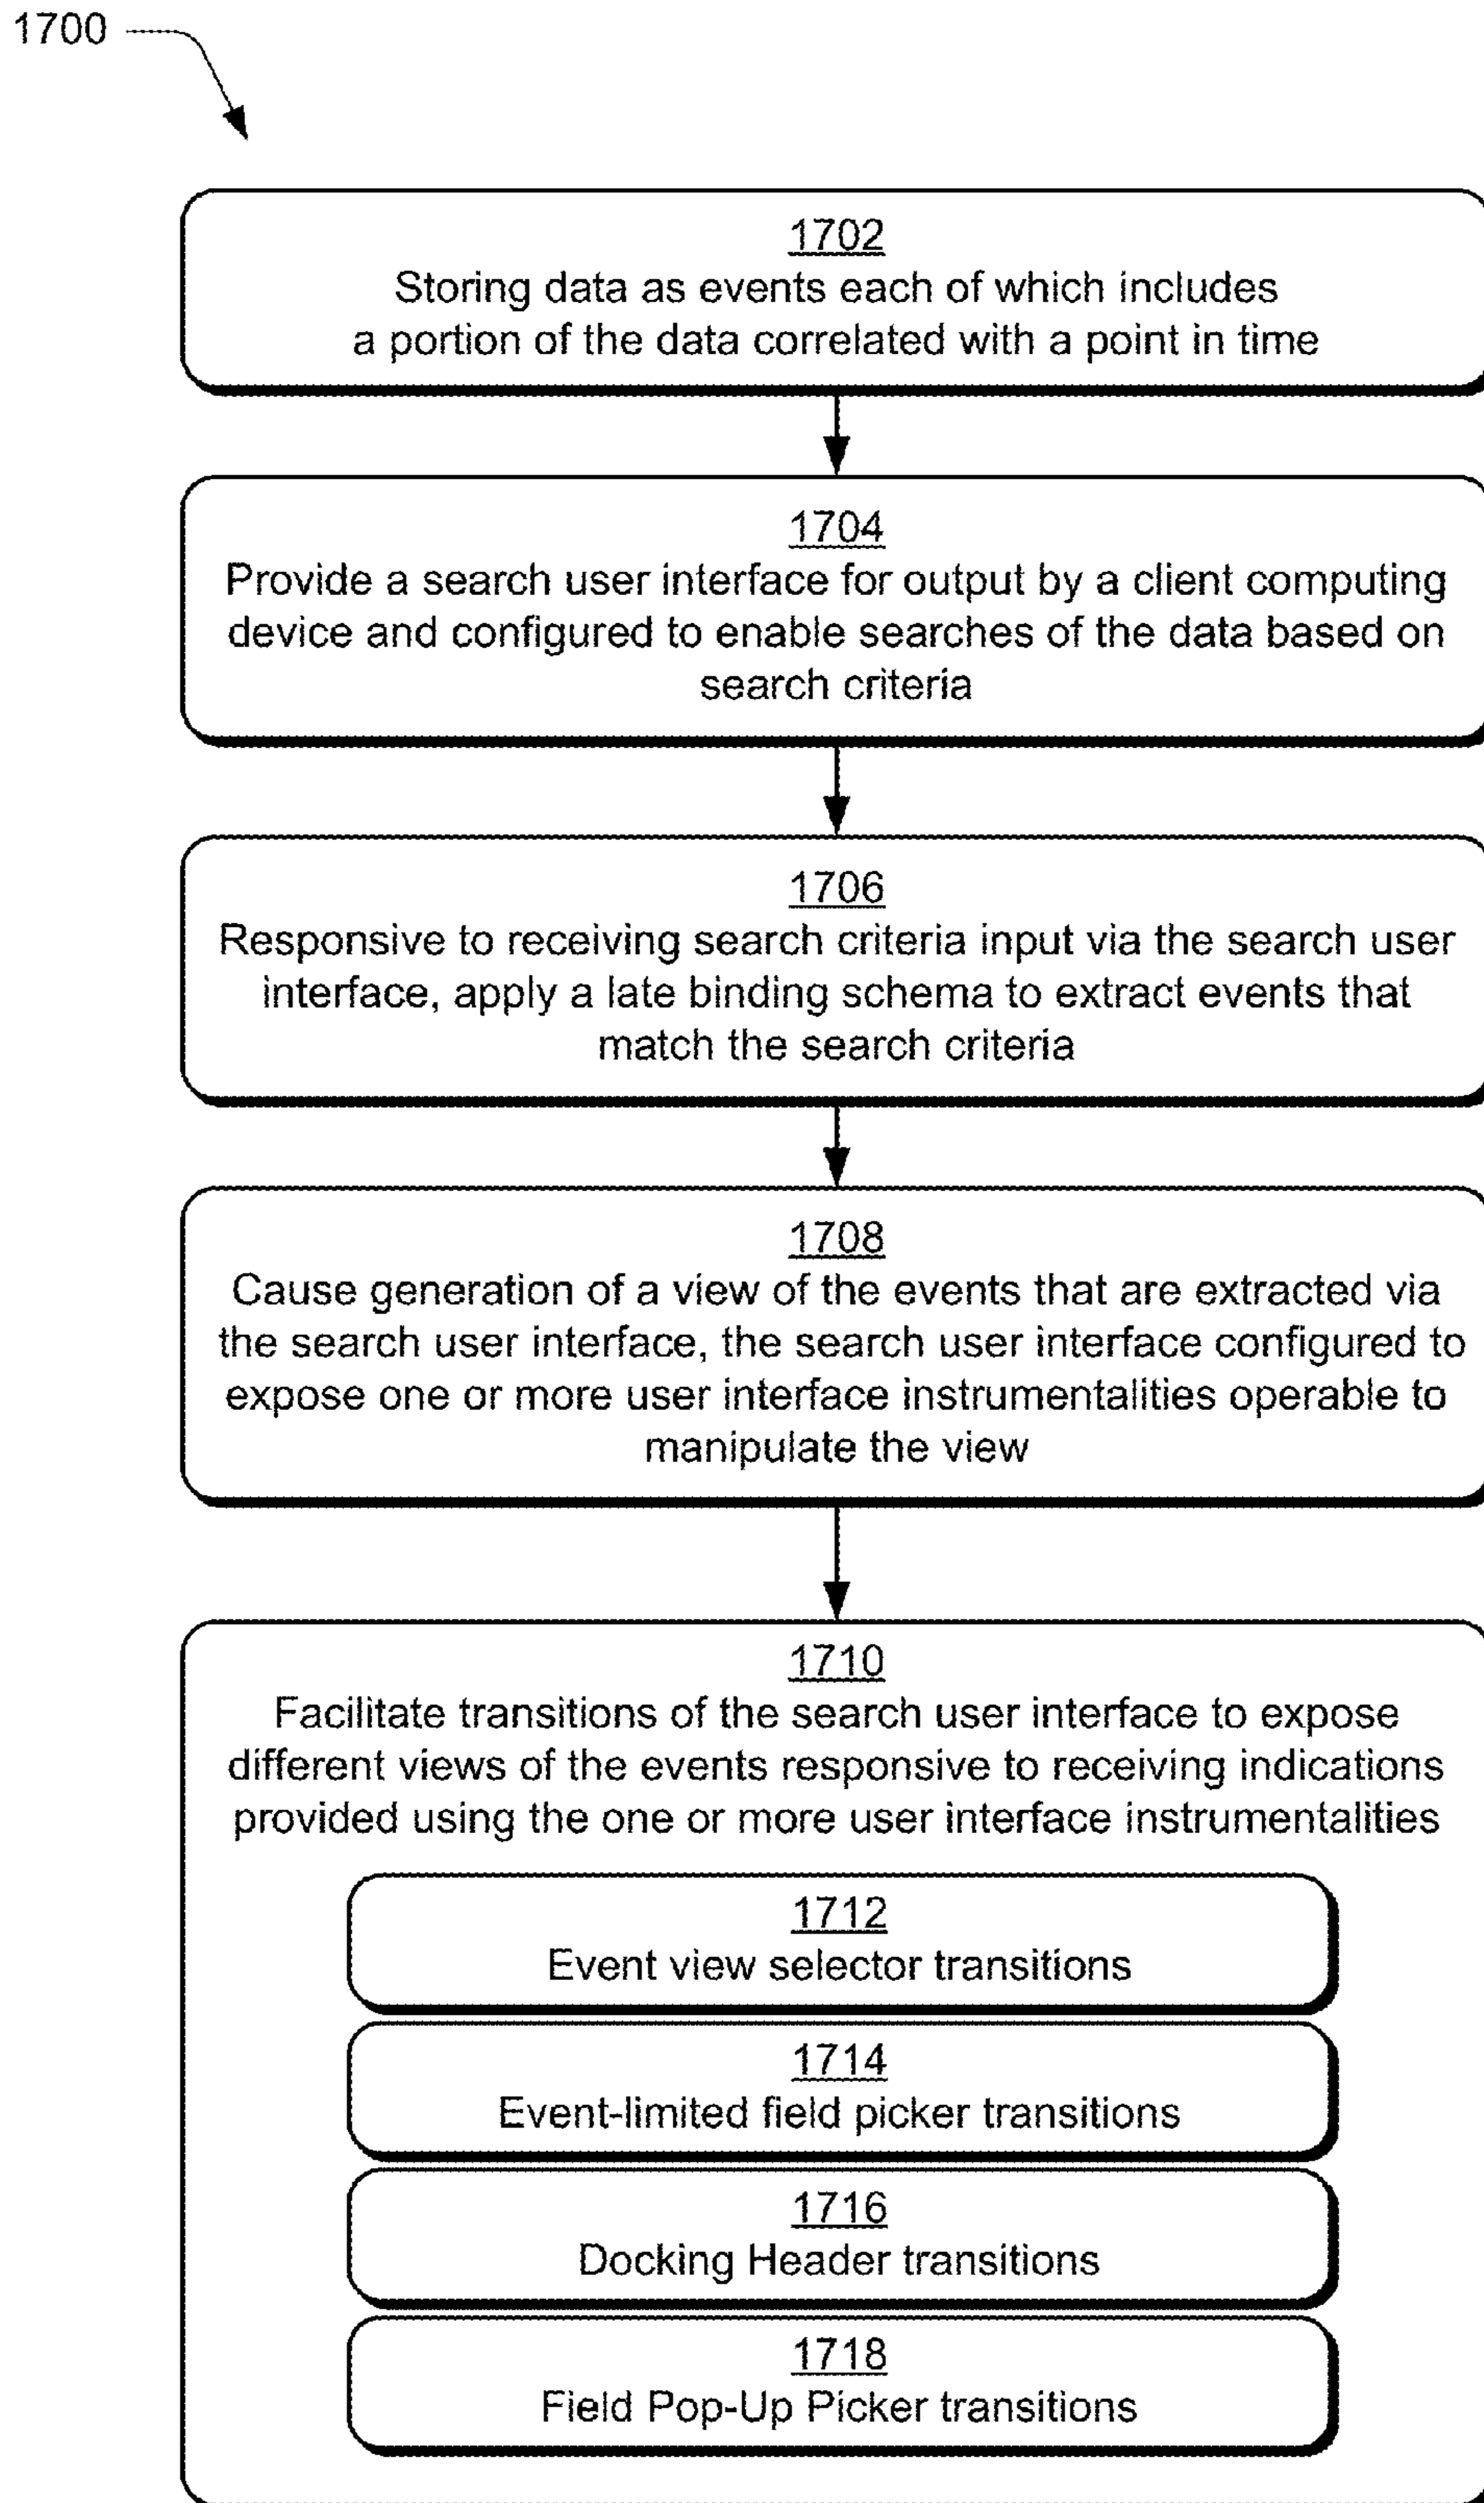 1700
1702
Storing data as events each of which includes
a portion of the data correlated with a point in time
1704
Provide a search user interface for output by a client computing
device and configured to enable searches of the data based on
search criteria
1706
Responsive to receiving search criteria input via the search user
interface, apply a late binding schema to extract events that
match the search criteria
1708
Cause generation of a view of the events that are extracted via
the search user interface, the search user interface configured to
expose one or more user interface instrumentalities operable to
manipulate the view
1710
Facilitate transitions of the search user interface to expose
different views of the events responsive to receiving indications
provided using the one or more user interface instrumentalities
1712
Event view selector transitions
1714
Event-limited field picker transitions
1716
Docking Header transitions
1718
Field Pop-Up Picker transitions